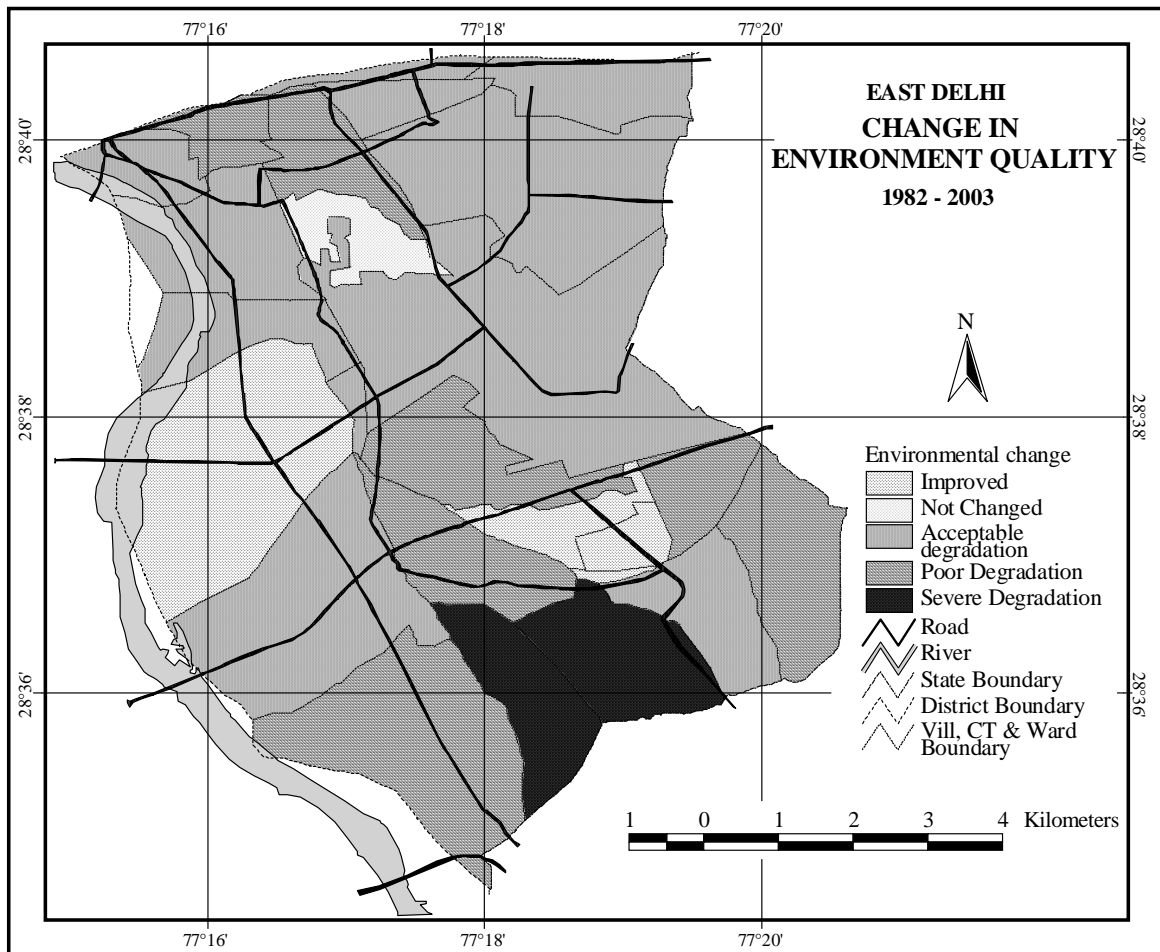 77°16' 77°18' 77°20'
EAST DELHI
CHANGE IN
ENVIRONMENT QUALITY
1982 - 2003
28°40' 28°40'
N
28°38' 28°38'
Environmental change
Improved
Not Changed
Acceptable
degradation
Poor Degradation
Severe Degradation
Road
River
State Boundary
District Boundary
Vill, CT & Ward
Boundary
28°36' 28°36'
1 0 1 2 3 4 Kilometers
77°16' 77°18' 77°20'